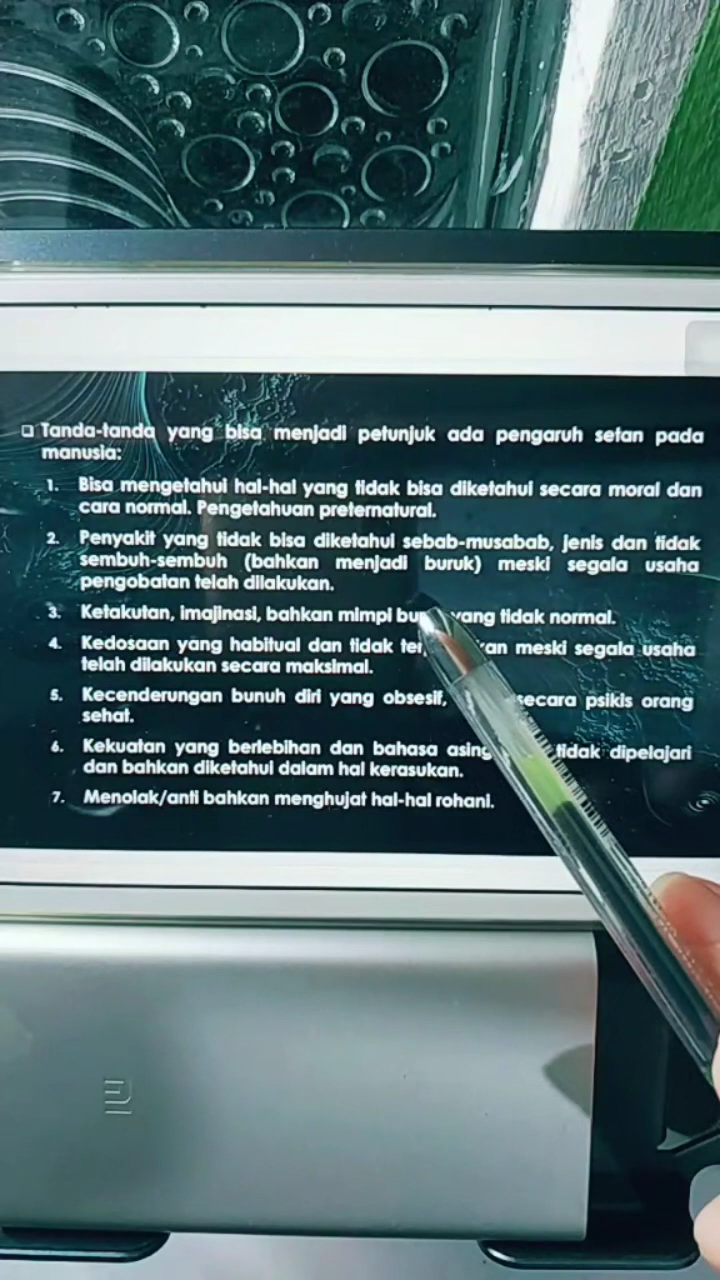 ❑ Tanda-tanda yang bisa menjadi petunjuk ada pengaruh setan pada
manusia:
1. Bisa mengetahui hal-hal yang tidak bisa diketahui secara moral dan
cara normal. Pengetahuan preternatural.
2. Penyakit yang tidak bisa diketahui sebab-musabab, jenis dan tidak
sembuh-sembuh (bahkan menjadi buruk) meski segala usaha
pengobatan telah dilakukan.
3. Ketakutan, imajinasi, bahkan mimpi yang tidak normal.
4. Kedosaan yang habitual dan tidak meski segala usaha
telah dilakukan secara maksimal.
5. Kecenderungan bunuh diri yang obsesif, secara psikis orang
sehat.
6. Kekuatan yang berlebihan dan bahasa asing tidak dipelajari
dan bahkan diketahui dalam hal kerasukan.
7. Menolak/anti bahkan menghujat hal-hal rohani.